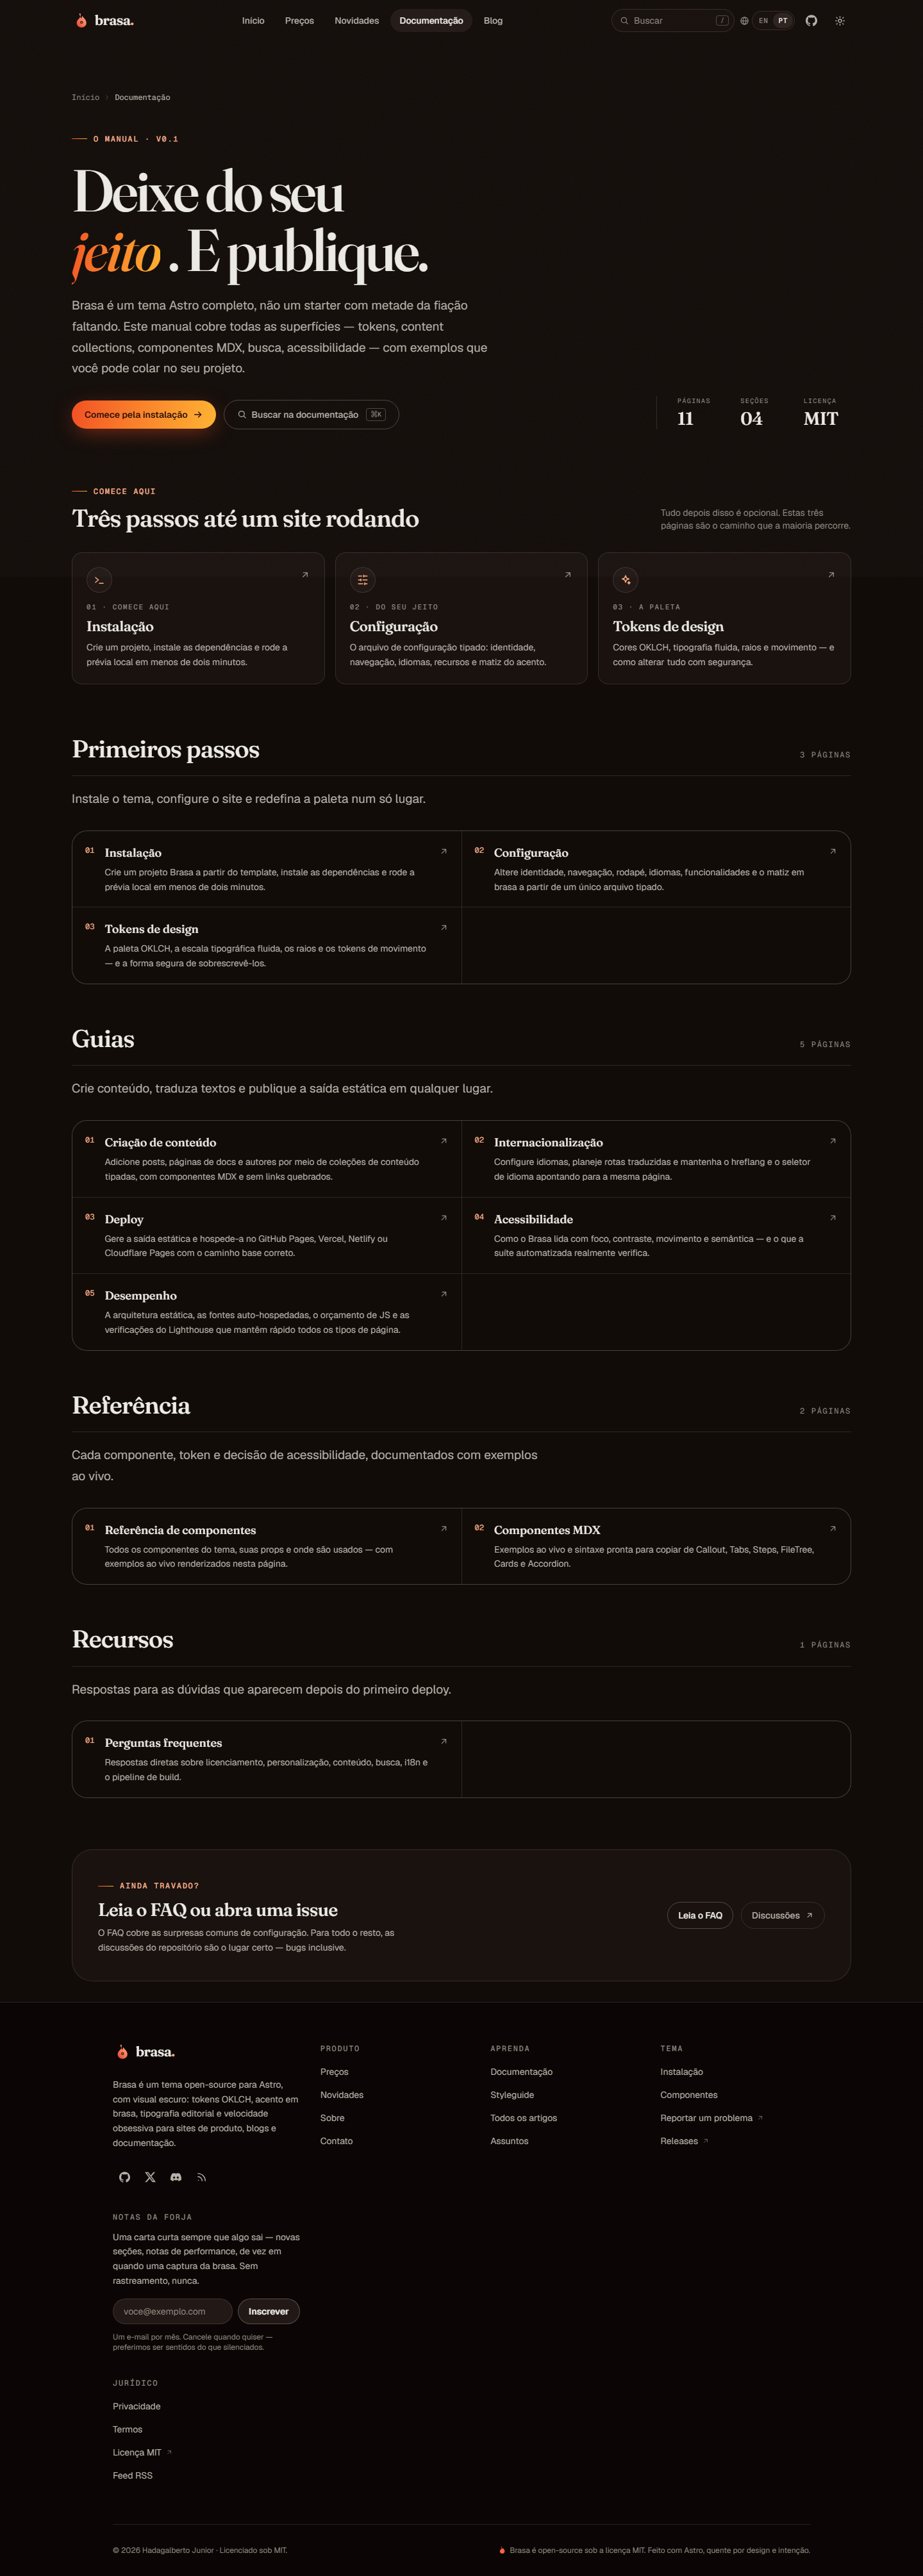 brasa.
Início Preços Novidades Documentação Blog
Buscar / EN PT
Início › Documentação
O MANUAL · V0.1
Deixe do seu
jeito . E publique.
Brasa é um tema Astro completo, não um starter com metade da fiação
faltando. Este manual cobre todas as superfícies — tokens, content
collections, componentes MDX, busca, acessibilidade — com exemplos que
você pode colar no seu projeto.
Comece pela instalação →
Buscar na documentação ⌘K
PÁGINAS SEÇÕES LICENÇA
11 04 MIT
COMECE AQUI
Três passos até um site rodando
Tudo depois disso é opcional. Estas três
páginas são o caminho que a maioria percorre.
01 · COMECE AQUI
Instalação
Crie um projeto, instale as dependências e rode a
prévia local em menos de dois minutos.
02 · DO SEU JEITO
Configuração
O arquivo de configuração tipado: identidade,
navegação, idiomas, recursos e matiz do acento.
03 · A PALETA
Tokens de design
Cores OKLCH, tipografia fluida, raios e movimento — e
como alterar tudo com segurança.
Primeiros passos
3 PÁGINAS
Instale o tema, configure o site e redefina a paleta num só lugar.
01 Instalação
Crie um projeto Brasa a partir do template, instale as dependências e rode a
prévia local em menos de dois minutos.
02 Configuração
Altere identidade, navegação, rodapé, idiomas, funcionalidades e o matiz em
brasa a partir de um único arquivo tipado.
03 Tokens de design
A paleta OKLCH, a escala tipográfica fluida, os raios e os tokens de movimento
— e a forma segura de sobrescrevê-los.
Guias
5 PÁGINAS
Crie conteúdo, traduza textos e publique a saída estática em qualquer lugar.
01 Criação de conteúdo
Adicione posts, páginas de docs e autores por meio de coleções de conteúdo
tipadas, com componentes MDX e sem links quebrados.
02 Internacionalização
Configure idiomas, planeje rotas traduzidas e mantenha o hreflang e o seletor
de idioma apontando para a mesma página.
03 Deploy
Gere a saída estática e hospede-a no GitHub Pages, Vercel, Netlify ou
Cloudflare Pages com o caminho base correto.
04 Acessibilidade
Como o Brasa lida com foco, contraste, movimento e semântica — e o que a
suíte automatizada realmente verifica.
05 Desempenho
A arquitetura estática, as fontes auto-hospedadas, o orçamento de JS e as
verificações do Lighthouse que mantêm rápido todos os tipos de página.
Referência
2 PÁGINAS
Cada componente, token e decisão de acessibilidade, documentados com exemplos
ao vivo.
01 Referência de componentes
Todos os componentes do tema, suas props e onde são usados — com
exemplos ao vivo renderizados nesta página.
02 Componentes MDX
Exemplos ao vivo e sintaxe pronta para copiar de Callout, Tabs, Steps, FileTree,
Cards e Accordion.
Recursos
1 PÁGINAS
Respostas para as dúvidas que aparecem depois do primeiro deploy.
01 Perguntas frequentes
Respostas diretas sobre licenciamento, personalização, conteúdo, busca, i18n e
o pipeline de build.
AINDA TRAVADO?
Leia o FAQ ou abra uma issue
O FAQ cobre as surpresas comuns de configuração. Para todo o resto, as
discussões do repositório são o lugar certo — bugs inclusive.
Leia o FAQ
Discussões
brasa.
Brasa é um tema open-source para Astro,
com visual escuro: tokens OKLCH, acento em
brasa, tipografia editorial e velocidade
obsessiva para sites de produto, blogs e
documentação.
PRODUTO
Preços
Novidades
Sobre
Contato
APRENDA
Documentação
Styleguide
Todos os artigos
Assuntos
TEMA
Instalação
Componentes
Reportar um problema
Releases
NOTAS DA FORJA
Uma carta curta sempre que algo sai — novas
seções, notas de performance, de vez em
quando uma captura da brasa. Sem
rastreamento, nunca.
voce@exemplo.com Inscrever
Um e-mail por mês. Cancele quando quiser —
preferimos ser sentidos do que silenciados.
JURÍDICO
Privacidade
Termos
Licença MIT
Feed RSS
© 2026 Hadagalberto Junior · Licenciado sob MIT.
Brasa é open-source sob a licença MIT. Feito com Astro, quente por design e intenção.